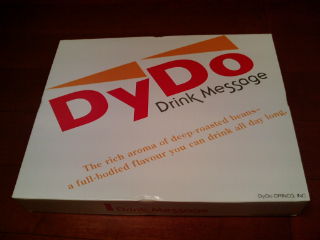 DyDo
Drink Message
The rich aroma of deep-roasted beans-
a full-bodied flavour you can drink all day long.
DyDo DRINCO, INC
Drink Message